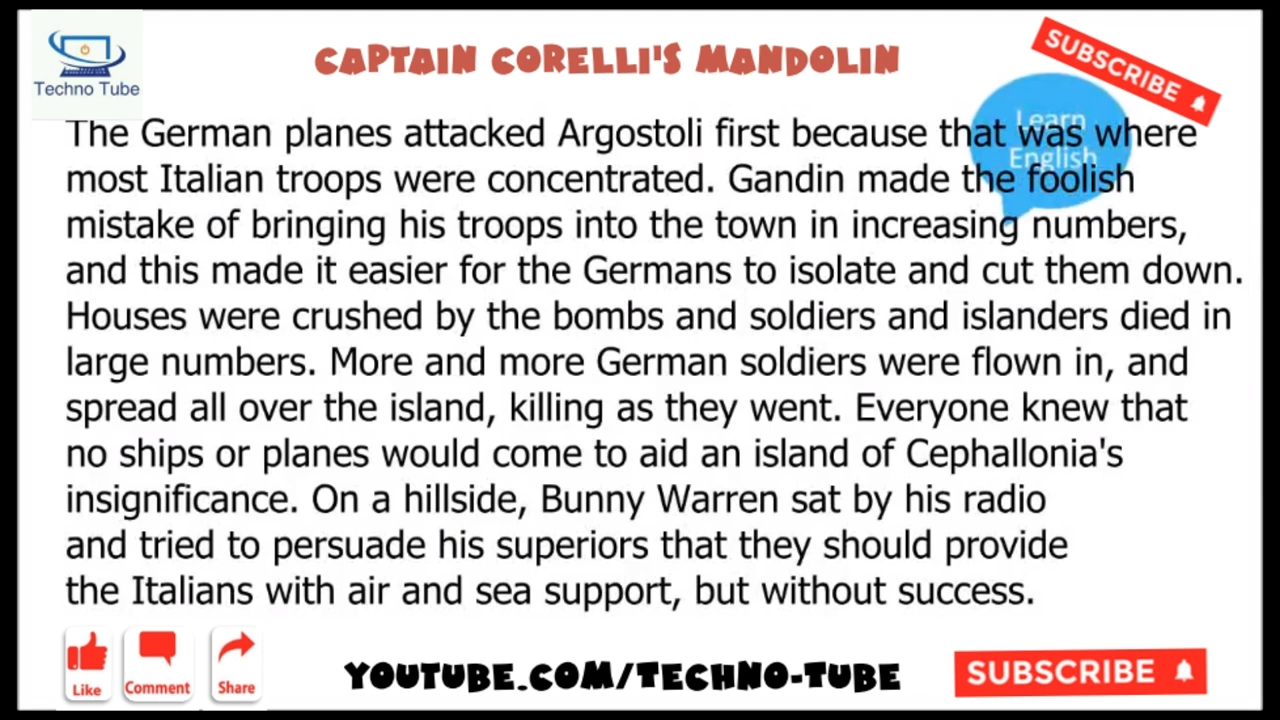 Techno Tube
CAPTAIN CORELLI'S MANDOLIN
SUBSCRIBE
Learn
English
The German planes attacked Argostoli first because that was where
most Italian troops were concentrated. Gandin made the foolish
mistake of bringing his troops into the town in increasing numbers,
and this made it easier for the Germans to isolate and cut them down.
Houses were crushed by the bombs and soldiers and islanders died in
large numbers. More and more German soldiers were flown in, and
spread all over the island, killing as they went. Everyone knew that
no ships or planes would come to aid an island of Cephallonia's
insignificance. On a hillside, Bunny Warren sat by his radio
and tried to persuade his superiors that they should provide
the Italians with air and sea support, but without success.
Like
Comment
Share
YOUTUBE.COM/TECHNO-TUBE
SUBSCRIBE